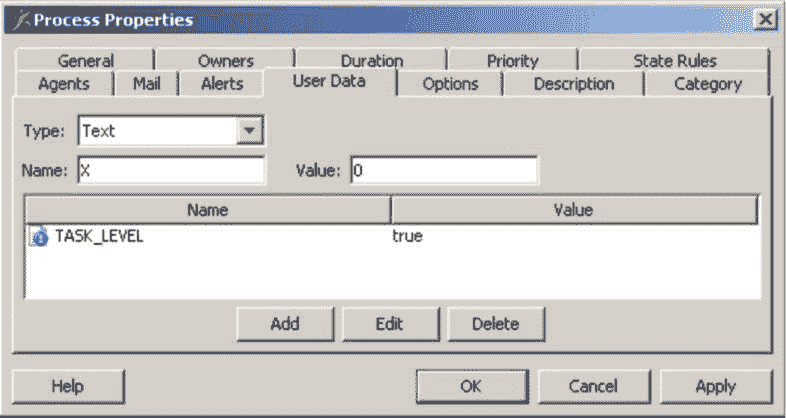 Process Properties
General Owners Duration Priority State Rules
Agents Mail Alerts User Data Options Description Category
Type: Text
Name: X Value: 0
Name Value
TASK_LEVEL true
Add Edit Delete
Help OK Cancel Apply